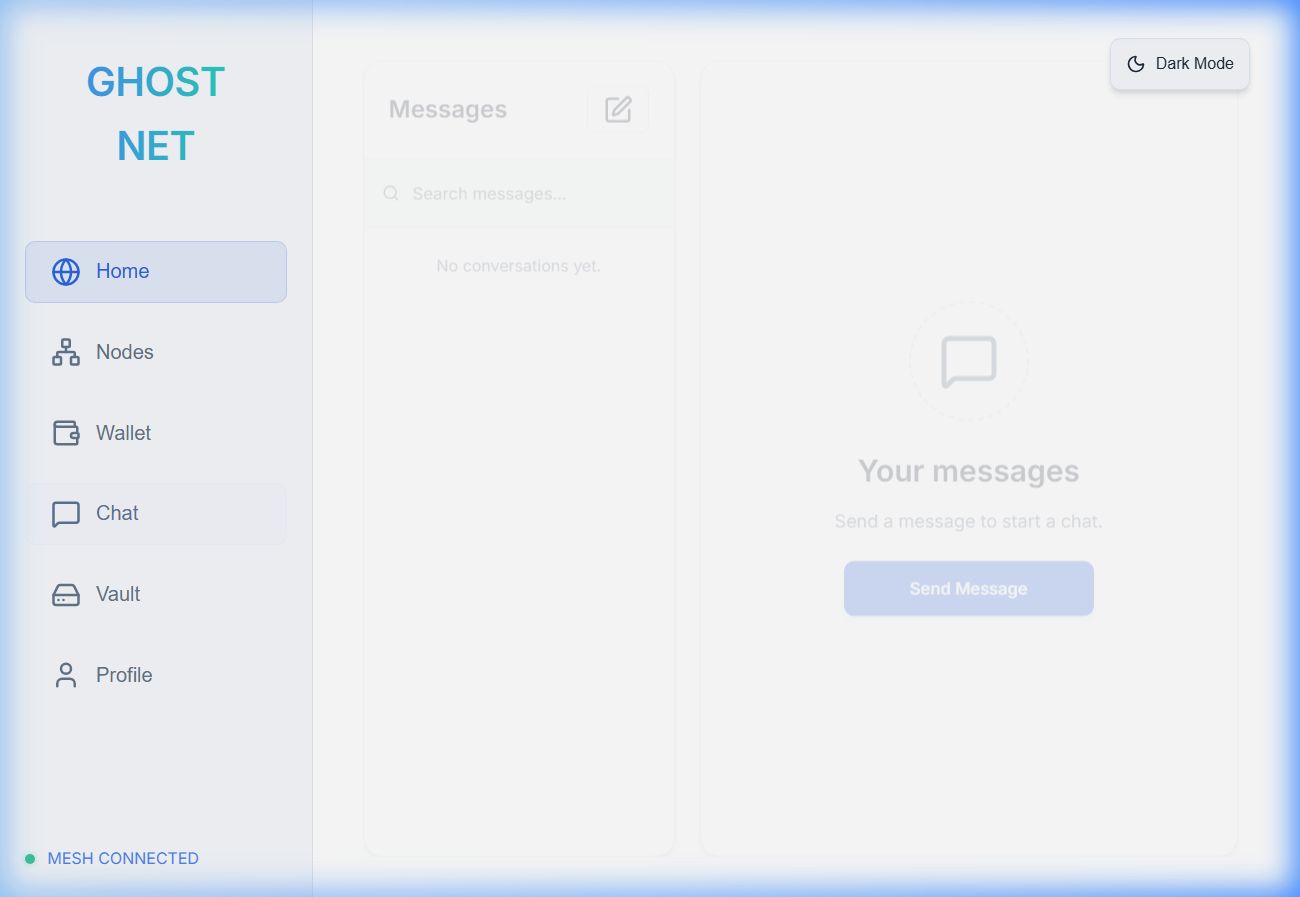 GHOST
NET
Home
Nodes
Wallet
Chat
Vault
Profile
MESH CONNECTED
Messages
Search messages...
No conversations yet.
Dark Mode
Your messages
Send a message to start a chat.
Send Message